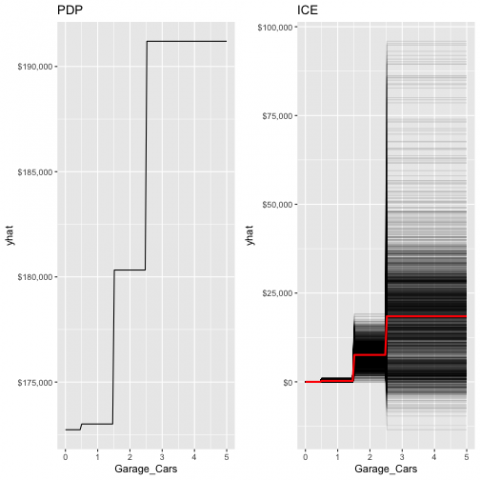 PDP
$190,000
$185,000
$180,000
$175,000
yhat
0 1 2 3 4 5
Garage_Cars
ICE
$100,000
$75,000
$50,000
$25,000
$0
yhat
0 1 2 3 4 5
Garage_Cars